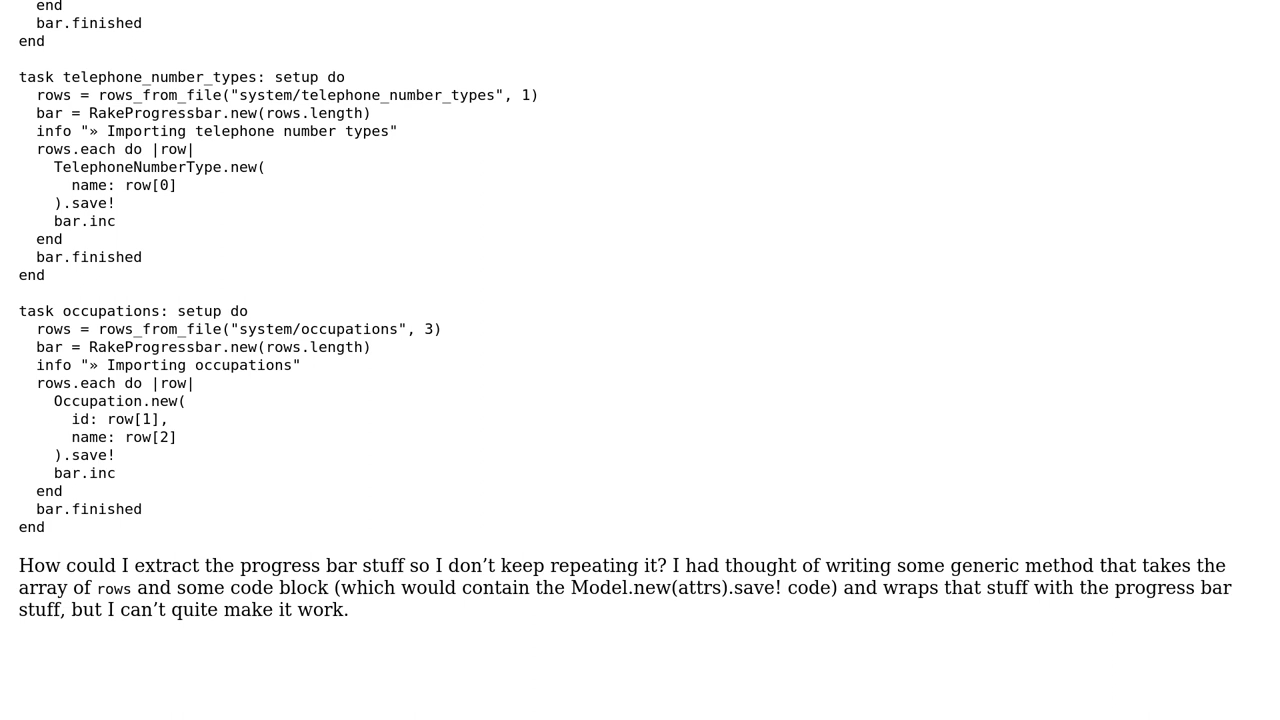 end
  bar.finished
end

task telephone_number_types: setup do
  rows = rows_from_file("system/telephone_number_types", 1)
  bar = RakeProgressbar.new(rows.length)
  info "» Importing telephone number types"
  rows.each do |row|
    TelephoneNumberType.new(
      name: row[0]
    ).save!
    bar.inc
  end
  bar.finished
end

task occupations: setup do
  rows = rows_from_file("system/occupations", 3)
  bar = RakeProgressbar.new(rows.length)
  info "» Importing occupations"
  rows.each do |row|
    Occupation.new(
      id: row[1],
      name: row[2]
    ).save!
    bar.inc
  end
  bar.finished
end

How could I extract the progress bar stuff so I don’t keep repeating it? I had thought of writing some generic method that takes the
array of rows and some code block (which would contain the Model.new(attrs).save! code) and wraps that stuff with the progress bar
stuff, but I can’t quite make it work.